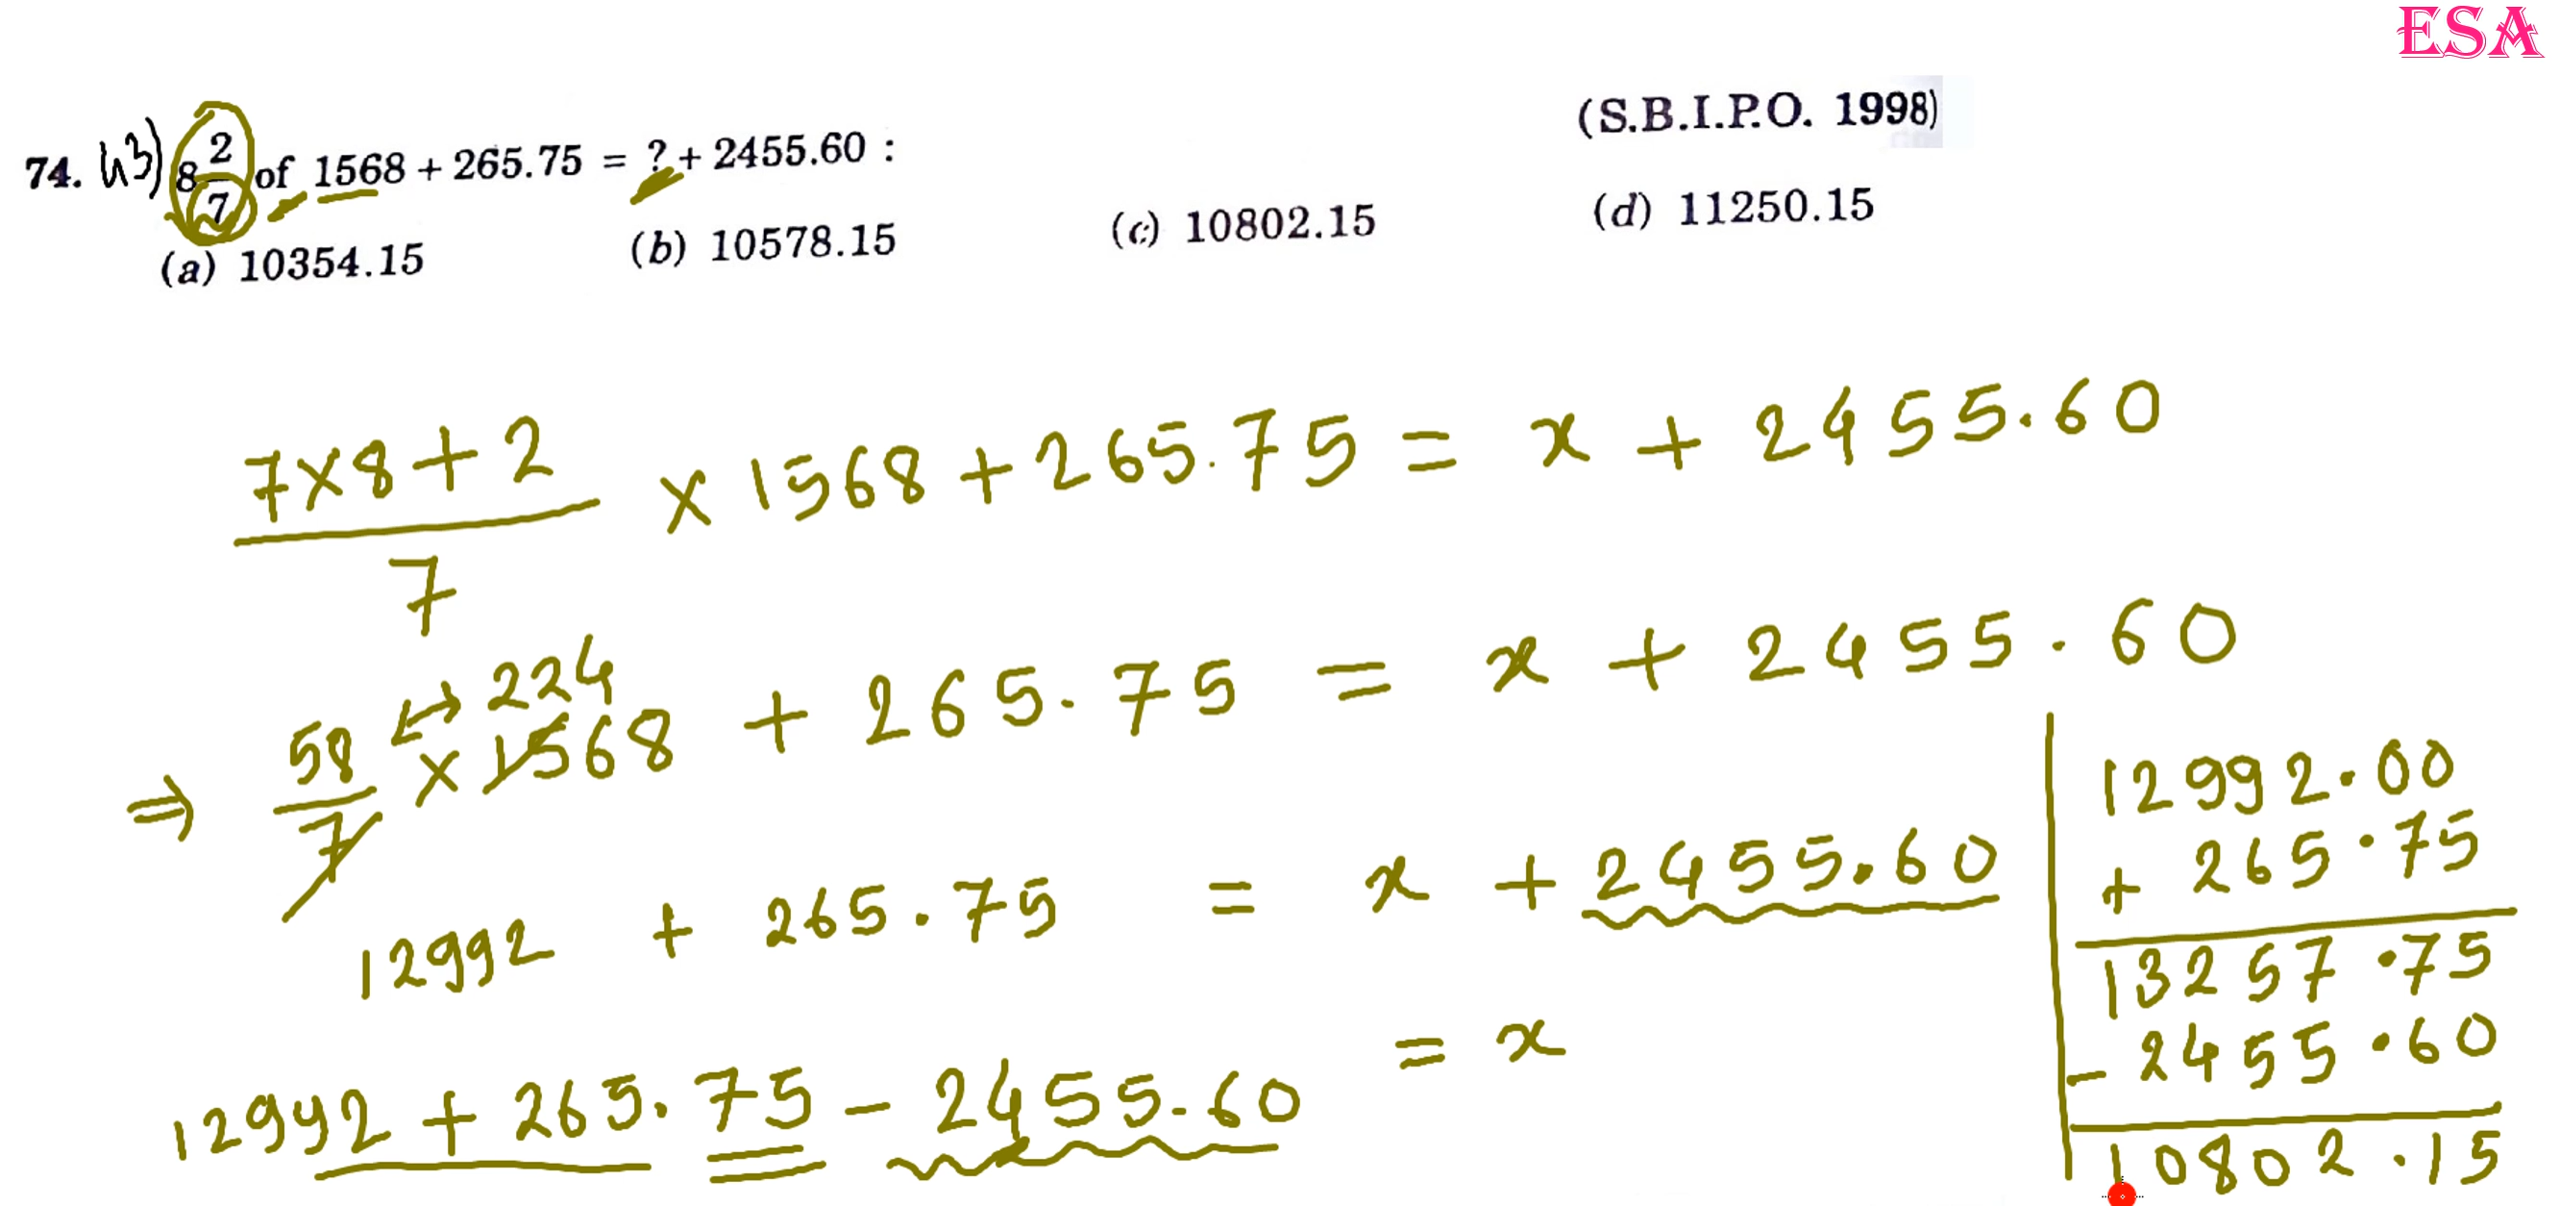 ESA
(S.B.I.P.O. 1998)
74. 43) 8 2/7 of 1568 + 265.75 = ? + 2455.60 :
(a) 10354.15 (b) 10578.15 (c) 10802.15 (d) 11250.15
7×8+2/7 × 1568 + 265.75 = x + 2455.60
⇒ 58/7 × 1568 + 265.75 = x + 2455.60
224
12992 + 265.75 = x + 2455.60
12992 + 265.75 - 2455.60 = x
12992.00
+ 265.75
13257.75
- 2455.60
10802.15